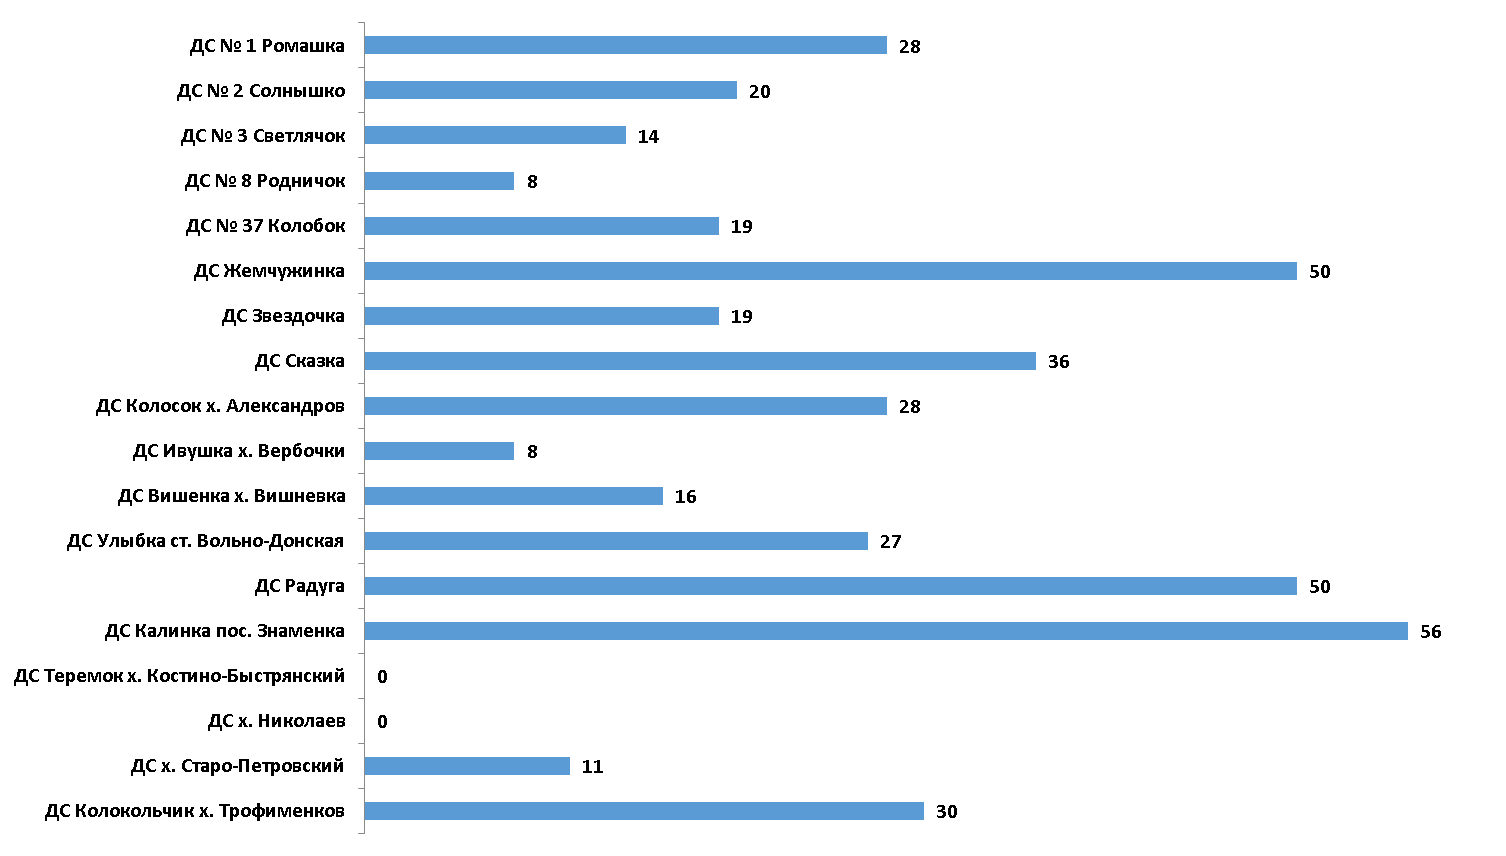 ДС № 1 Ромашка 28
ДС № 2 Солнышко 20
ДС № 3 Светлячок 14
ДС № 8 Родничок 8
ДС № 37 Колобок 19
ДС Жемчужинка 50
ДС Звездочка 19
ДС Сказка 36
ДС Колосок х. Александров 28
ДС Ивушка х. Вербочки 8
ДС Вишенка х. Вишневка 16
ДС Улыбка ст. Вольно-Донская 27
ДС Радуга 50
ДС Калинка пос. Знаменка 56
ДС Теремок х. Костино-Быстрянский 0
ДС х. Николаев 0
ДС х. Старо-Петровский 11
ДС Колокольчик х. Трофименков 30